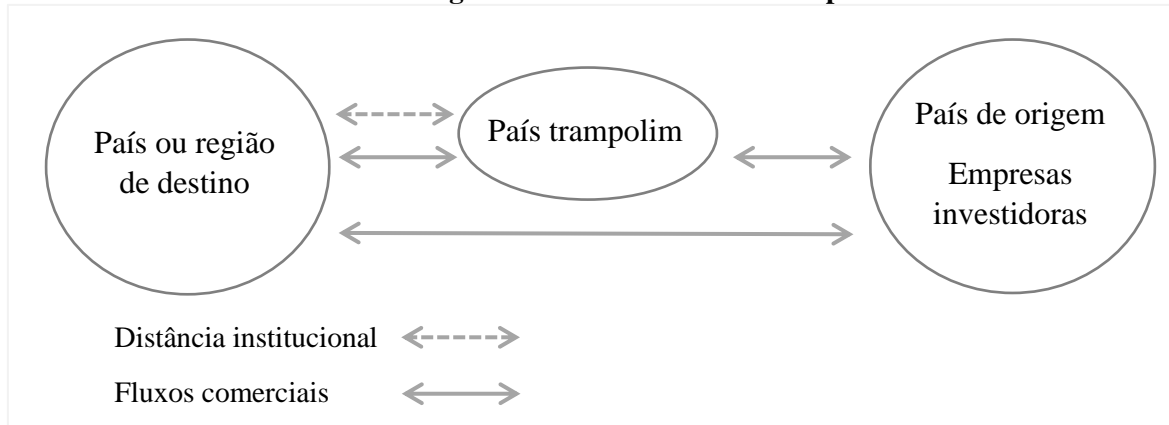 País ou região
de destino
País trampolim
País de origem
Empresas
investidoras
Distância institucional
Fluxos comerciais